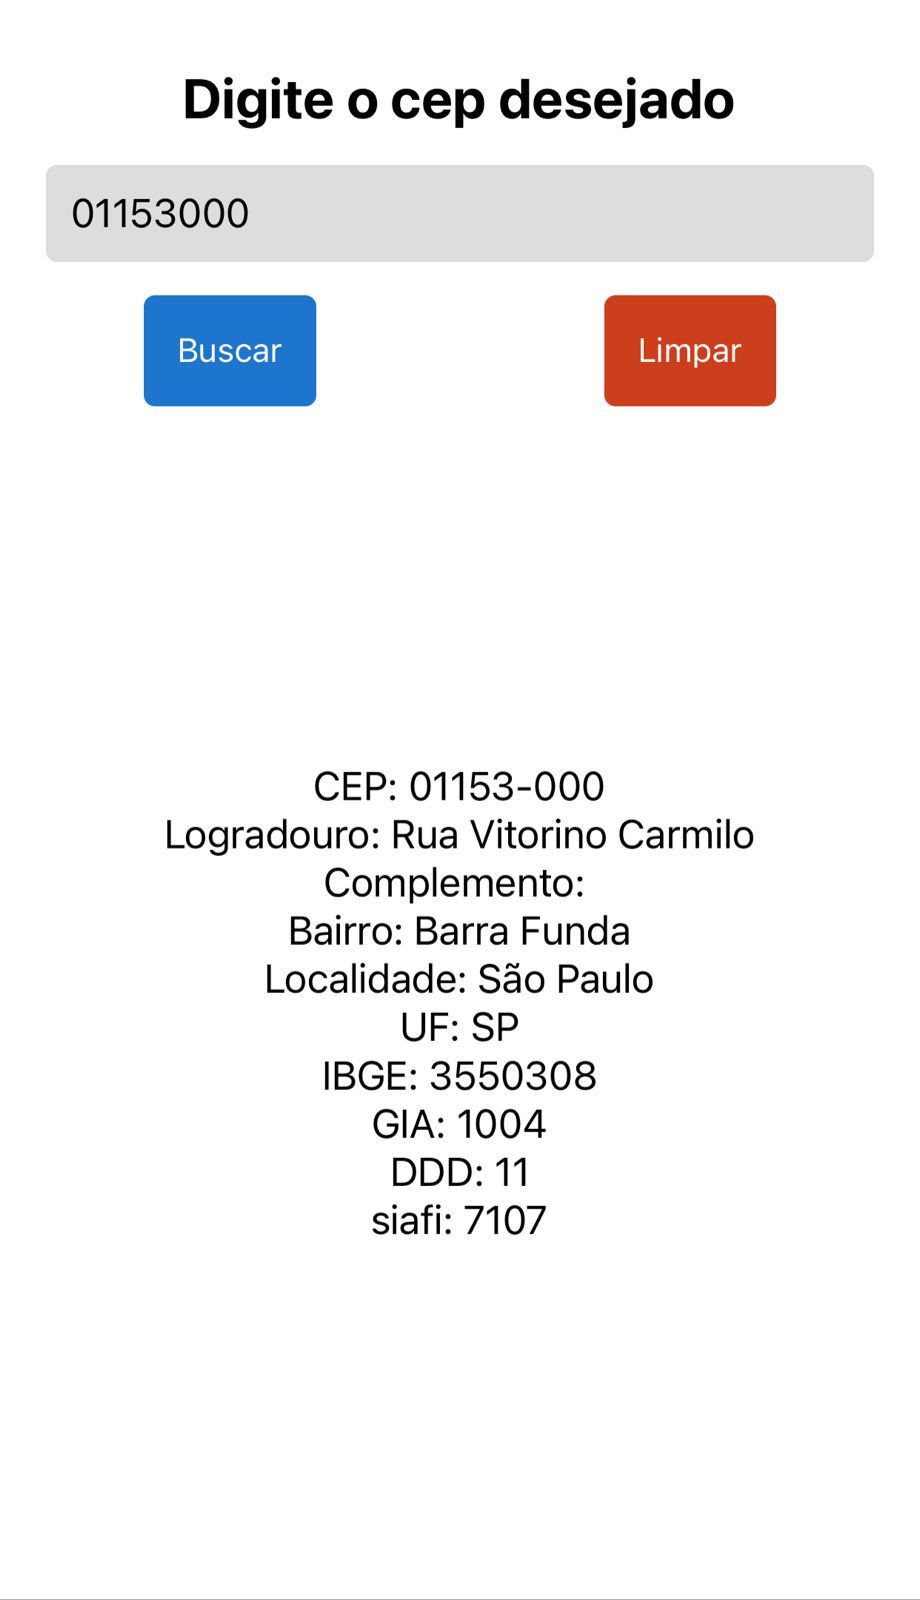 Digite o cep desejado
01153000
Buscar Limpar
CEP: 01153-000
Logradouro: Rua Vitorino Carmilo
Complemento:
Bairro: Barra Funda
Localidade: São Paulo
UF: SP
IBGE: 3550308
GIA: 1004
DDD: 11
siafi: 7107